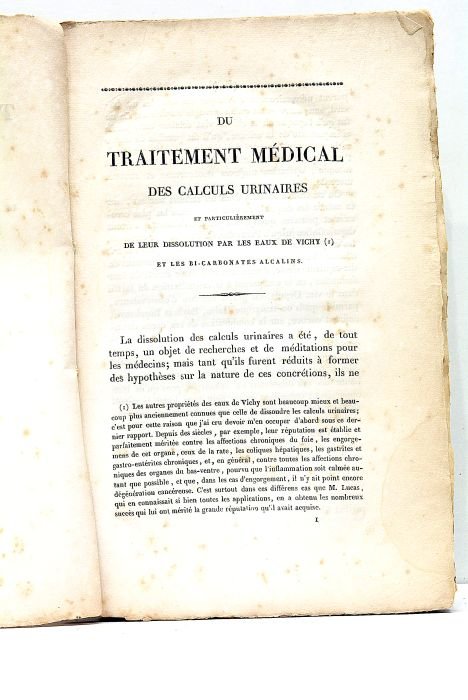 DU
TRAITEMENT MÉDICAL
DES CALCULS URINAIRES
ET PARTICULIÈREMENT
DE LEUR DISSOLUTION PAR LES EAUX DE VICHY (1)
ET LES BI-CARBONATES ALCALINS.
La dissolution des calculs urinaires a été, de tout
temps, un objet de recherches et de méditations pour
les médecins; mais tant qu'ils furent réduits à former
des hypothèses sur la nature de ces concrétions, ils ne
(1) Les autres propriétés des eaux de Vichy sont beaucoup mieux et beau-
coup plus anciennement connues que celle de dissoudre les calculs urinaires;
c'est pour cette raison que j'ai cru devoir m'en occuper d'abord sous ce der-
nier rapport. Depuis des siècles, par exemple, leur réputation est établie et
parfaitement méritée contre les affections chroniques du foie, les engorge-
mens de cet organe, ceux de la rate, les coliques hépatiques, les gastrites et
gastro-entérites chroniques, et, en général, contre toutes les affections chro-
niques des organes du bas-ventre, pourvu que l'inflammation soit calmée au-
tant que possible, et que, dans les cas d'engorgement, il n'y ait point encore
dégénération cancéreuse. C'est surtout dans ces différens cas que M. Lucas,
qui en connaissait si bien toutes les applications, en a obtenu les nombreux
succès qui lui ont mérité la grande réputation qu'il avait acquise.
1